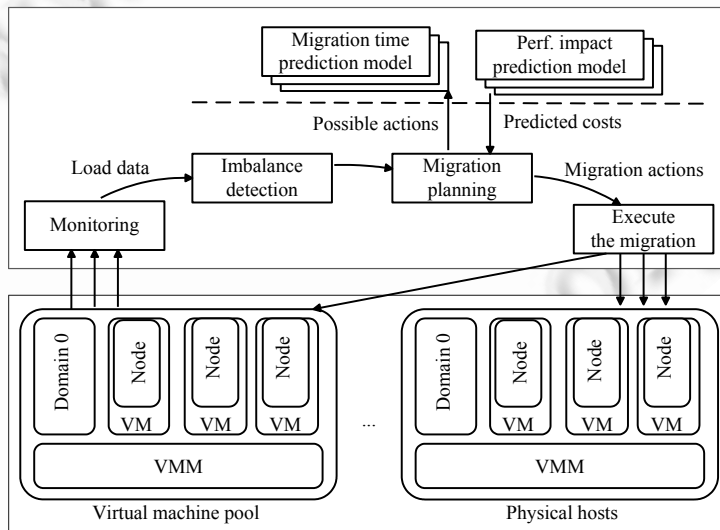 Migration time
prediction model
Perf. impact
prediction model
Possible actions
Predicted costs
Load data
Imbalance
detection
Migration
planning
Migration actions
Monitoring
Execute
the migration
Domain 0
Node
VM
Node
VM
Node
VM
VMM
...
Domain 0
Node
VM
Node
VM
Node
VM
VMM
Virtual machine pool
Physical hosts